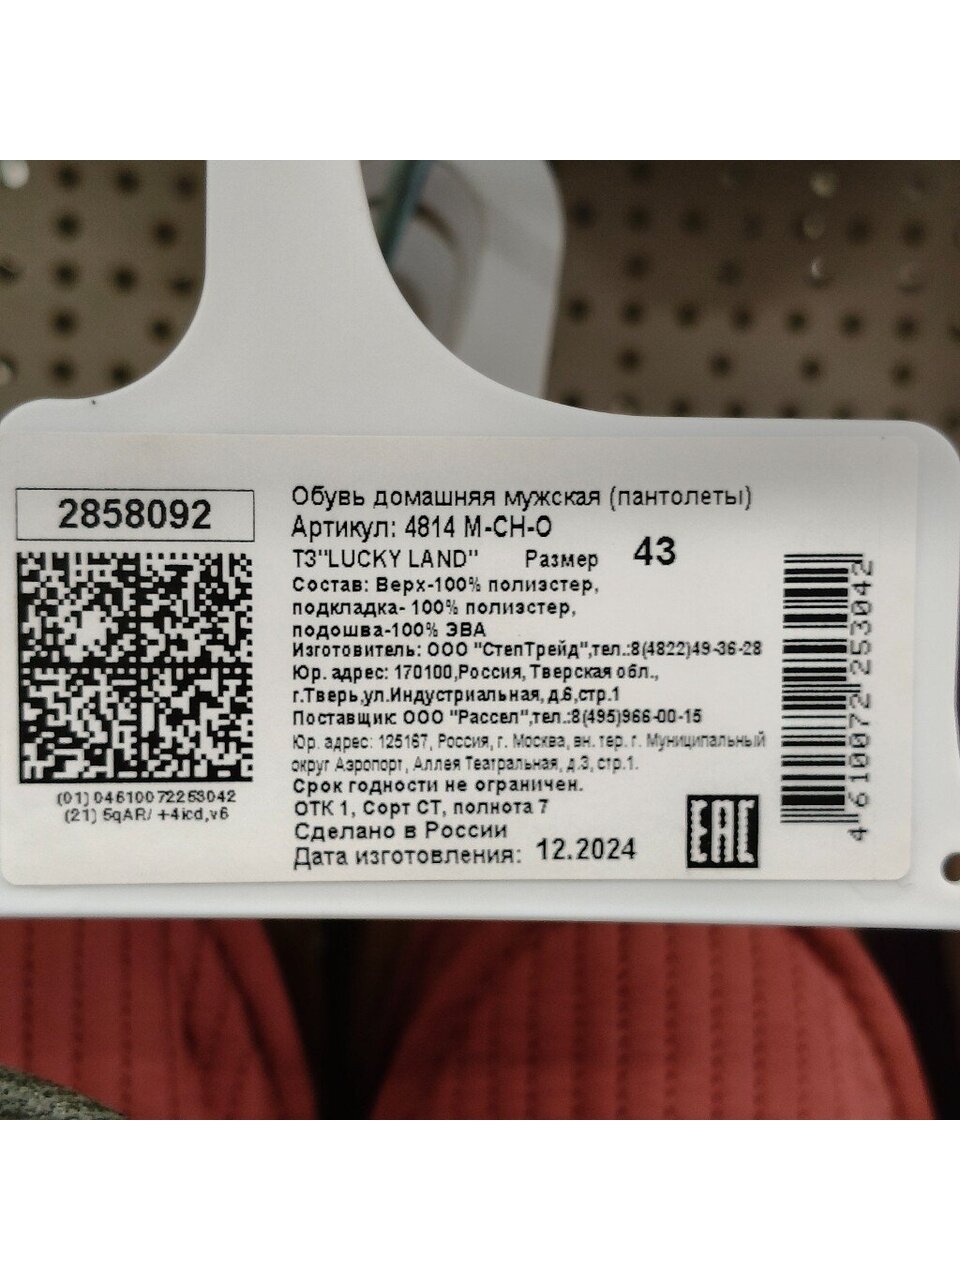 2858092
(01) 04610072253042
(21) 5qAR/ +4icd,v6
Обувь домашняя мужская (пантолеты)
Артикул: 4814 M-CH-O
ТЗ"LUCKY LAND" Размер 43
Состав: Верх-100% полиэстер,
подкладка- 100% полиэстер,
подошва-100% ЭВА
Изготовитель: ООО "СтепТрейд",тел.:8(4822)49-36-28
Юр. адрес: 170100,Россия, Тверская обл.,
г.Тверь,ул.Индустриальная, д.6,стр.1
Поставщик: ООО "Рассел",тел.:8(495)966-00-15
Юр. адрес: 125167, Россия, г. Москва, вн. тер. г. Муниципальный
округ Аэропорт, Аллея Театральная, д.3, стр.1.
Срок годности не ограничен.
ОТК 1, Сорт СТ, полнота 7
Сделано в России
Дата изготовления: 12.2024
EAC
4 610072 253042